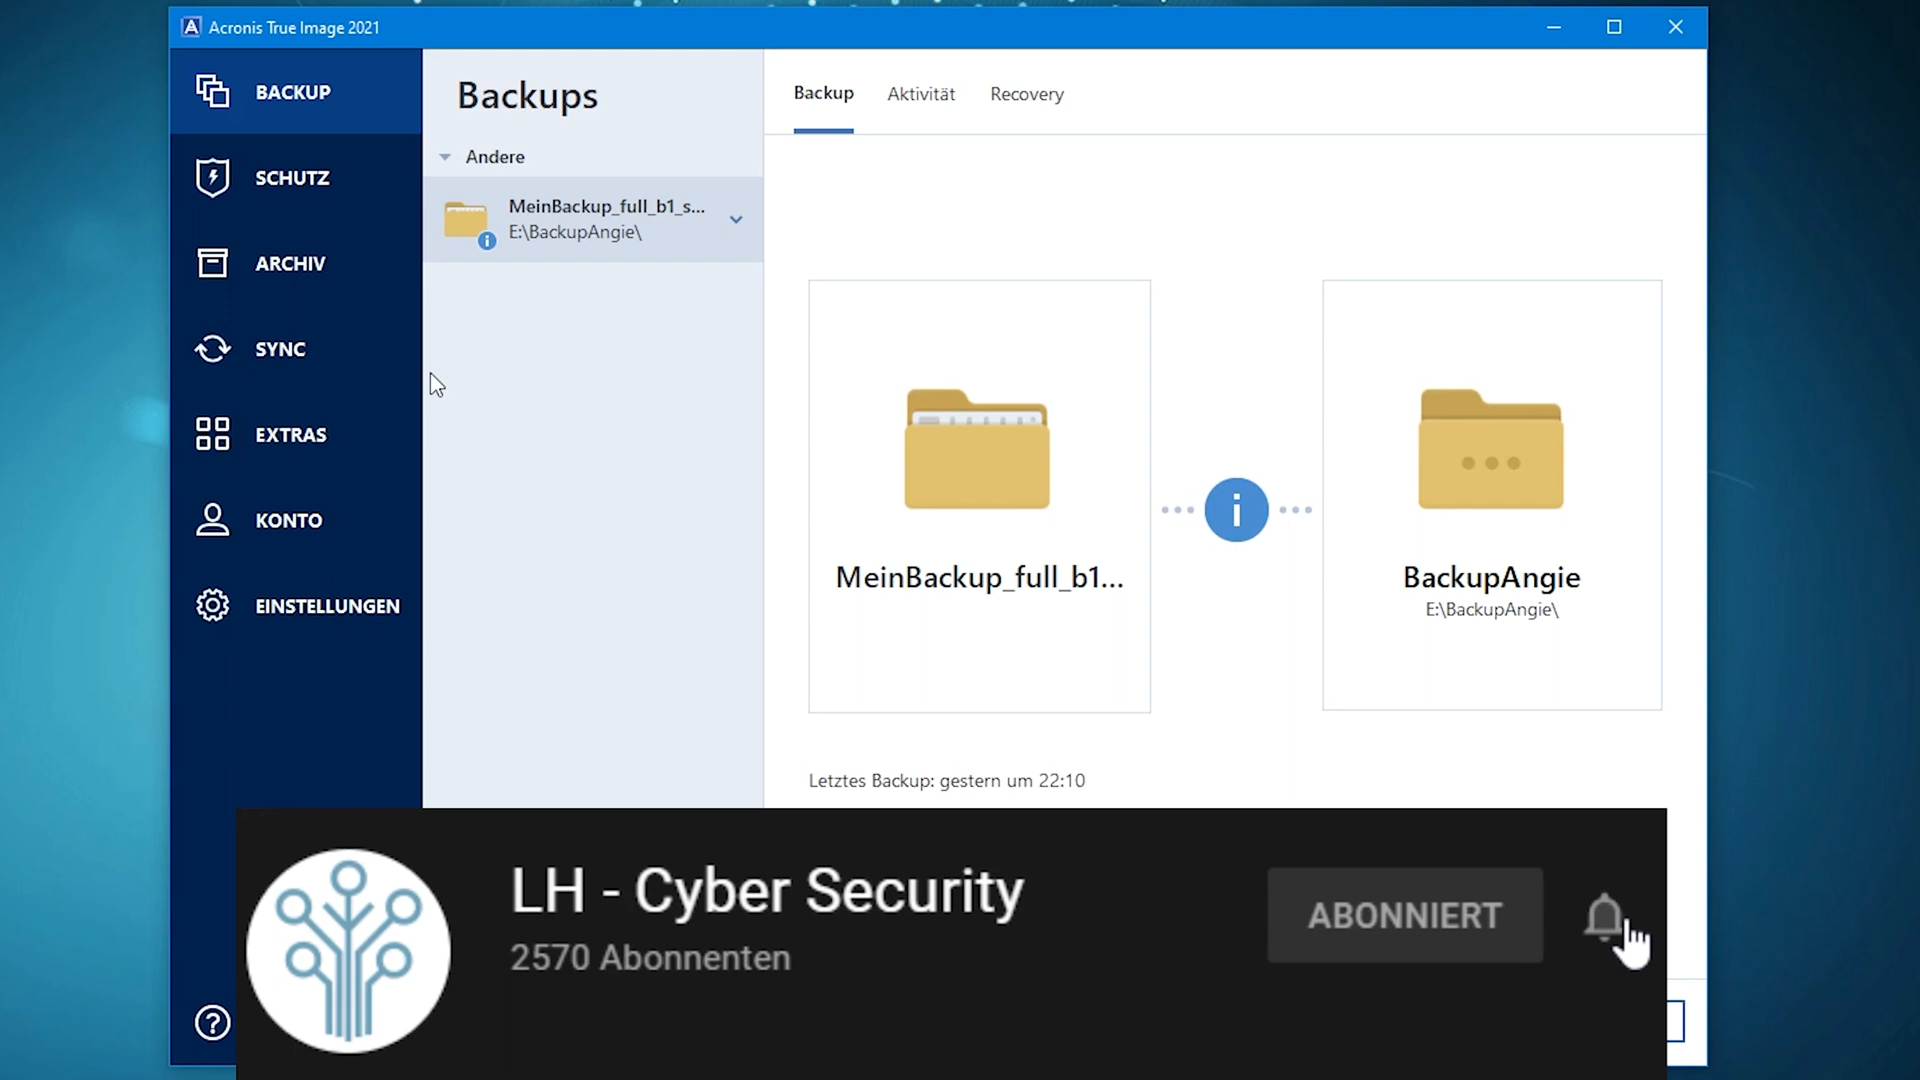 Acronis True Image 2021
BACKUP
SCHUTZ
ARCHIV
SYNC
EXTRAS
KONTO
EINSTELLUNGEN
Backups
Andere
MeinBackup_full_b1_s...
E:\BackupAngie\
Backup
Aktivität
Recovery
MeinBackup_full_b1...
BackupAngie
E:\BackupAngie\
Letztes Backup: gestern um 22:10
LH - Cyber Security
2570 Abonnenten
ABONNIERT